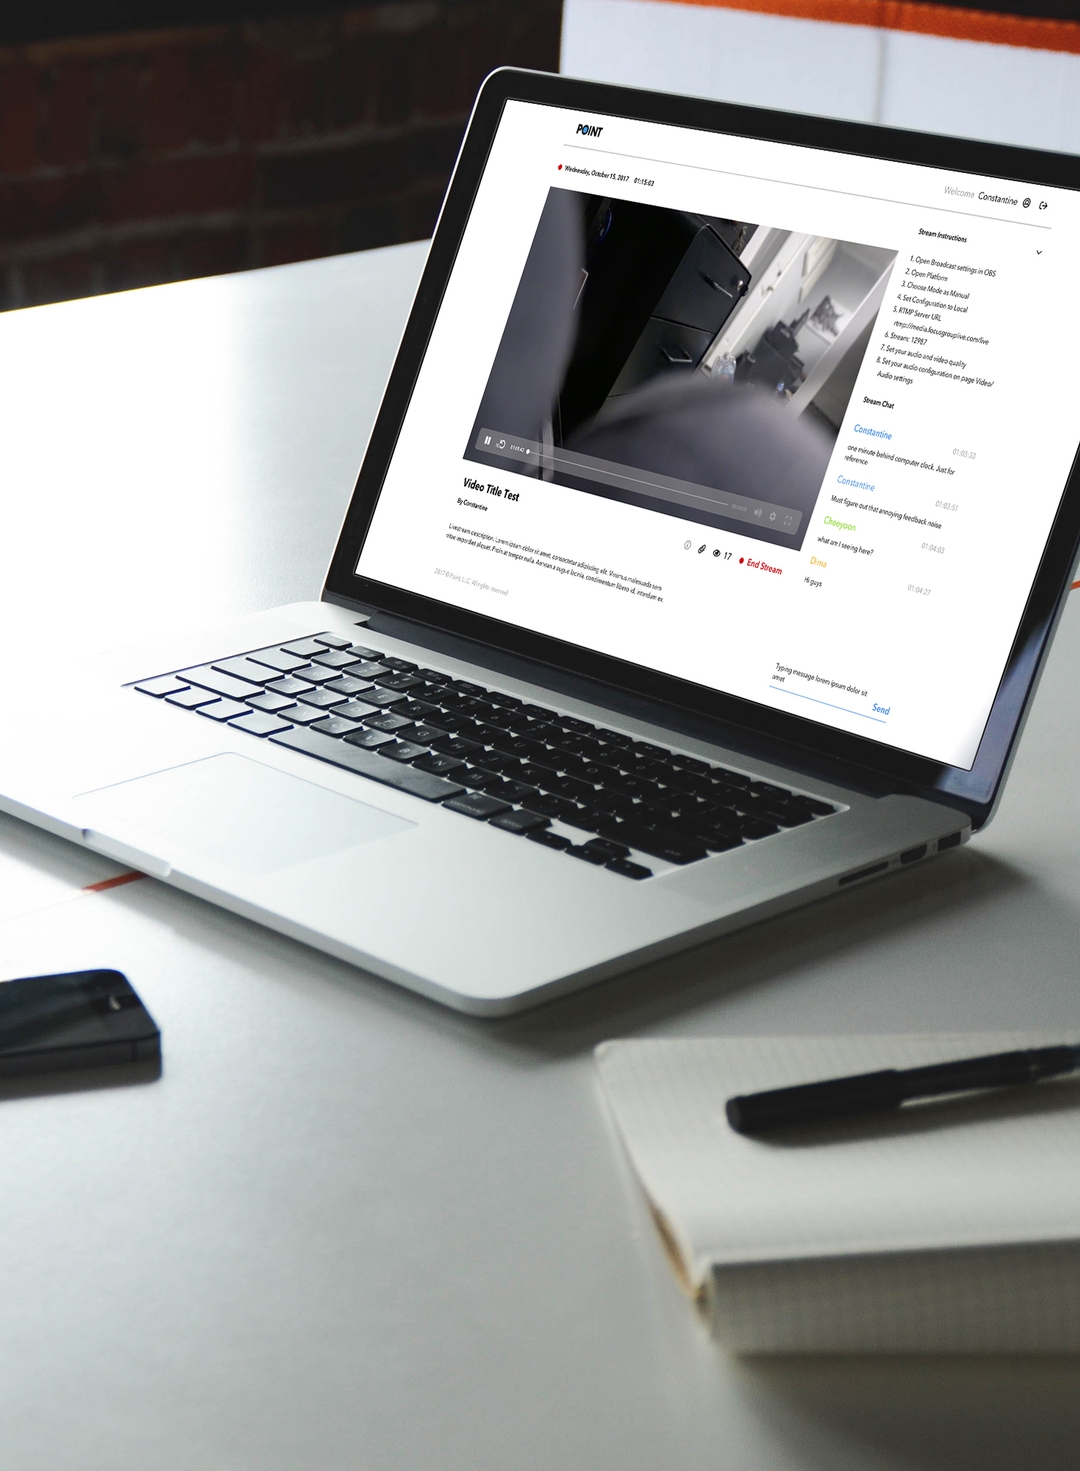 POINT
Welcome Constantine
Wednesday, October 15, 2017 01:15:03
Stream Instructions
1. Open Broadcast settings in OBS
2. Open Platform
3. Choose Mode as Manual
4. Set Configuration to Local
5. RTMP Server URL
rtmp://media.focusgrouplive.com/live
6. Stream: 12987
7. Set your audio and video quality
8. Set your audio configuration on page Video/
Audio settings
Stream Chat
Constantine 01:03:33
one minute behind computer clock. Just for
reference
Constantine 01:03:51
Must figure out that annoying feedback noise
Cheeyoon 01:04:03
what am I seeing here?
Dima 01:04:27
Hi guys
Video Title Test
By Constantine
17 End Stream
Livestream description. Lorem ipsum dolor sit amet, consectetur adipiscing elit. Vivamus malesuada sem
vitae imperdiet aliquet. Proin at tempor nulla. Aenean a augue lacinia, condimentum libero id, interdum ex.
2017 © Point, LLC. All rights reserved
Typing message lorem ipsum dolor sit
amet
Send